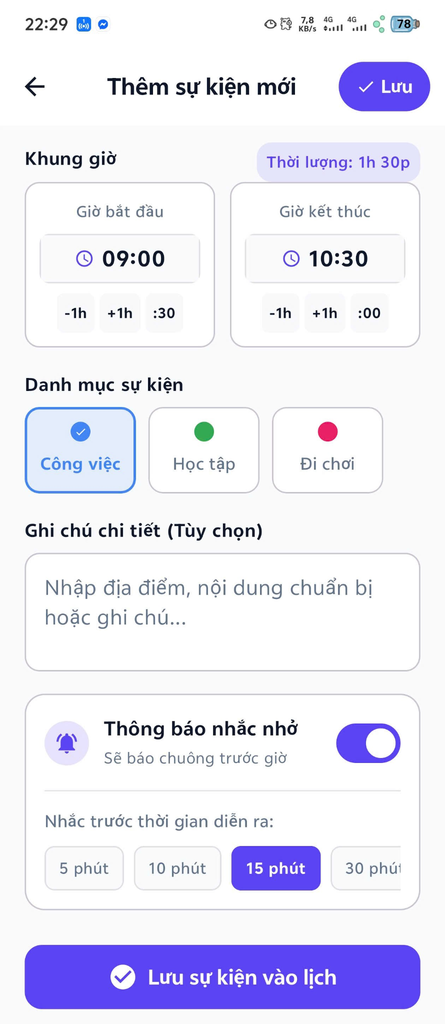 22:29 7,8 KB/s 4G 4G 78
Thêm sự kiện mới Lưu
Khung giờ Thời lượng: 1h 30p
Giờ bắt đầu Giờ kết thúc
09:00 10:30
-1h +1h :30 -1h +1h :00
Danh mục sự kiện
Công việc Học tập Đi chơi
Ghi chú chi tiết (Tùy chọn)
Nhập địa điểm, nội dung chuẩn bị
hoặc ghi chú...
Thông báo nhắc nhở
Sẽ báo chuông trước giờ
Nhắc trước thời gian diễn ra:
5 phút 10 phút 15 phút 30 phút
Lưu sự kiện vào lịch